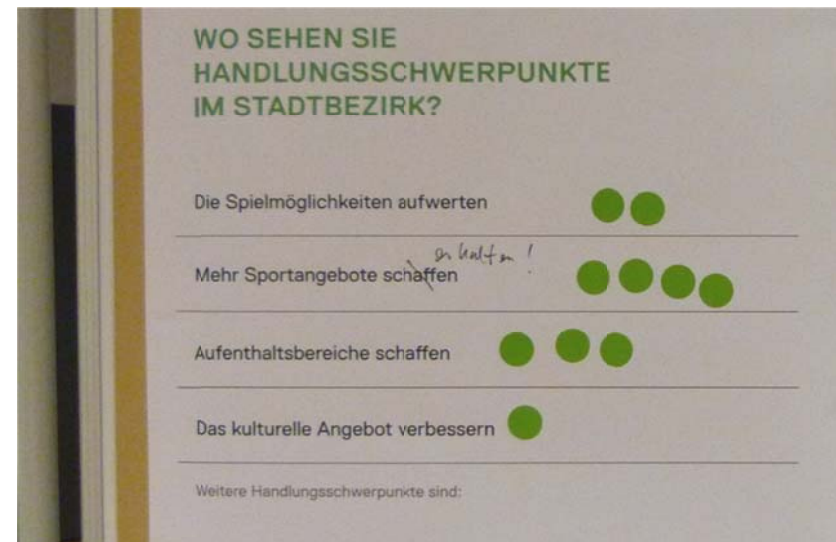 WO SEHEN SIE
HANDLUNGSSCHWERPUNKTE
IM STADTBEZIRK?
Die Spielmöglichkeiten aufwerten
erhalten!
Mehr Sportangebote schaffen
Aufenthaltsbereiche schaffen
Das kulturelle Angebot verbessern
Weitere Handlungsschwerpunkte sind: